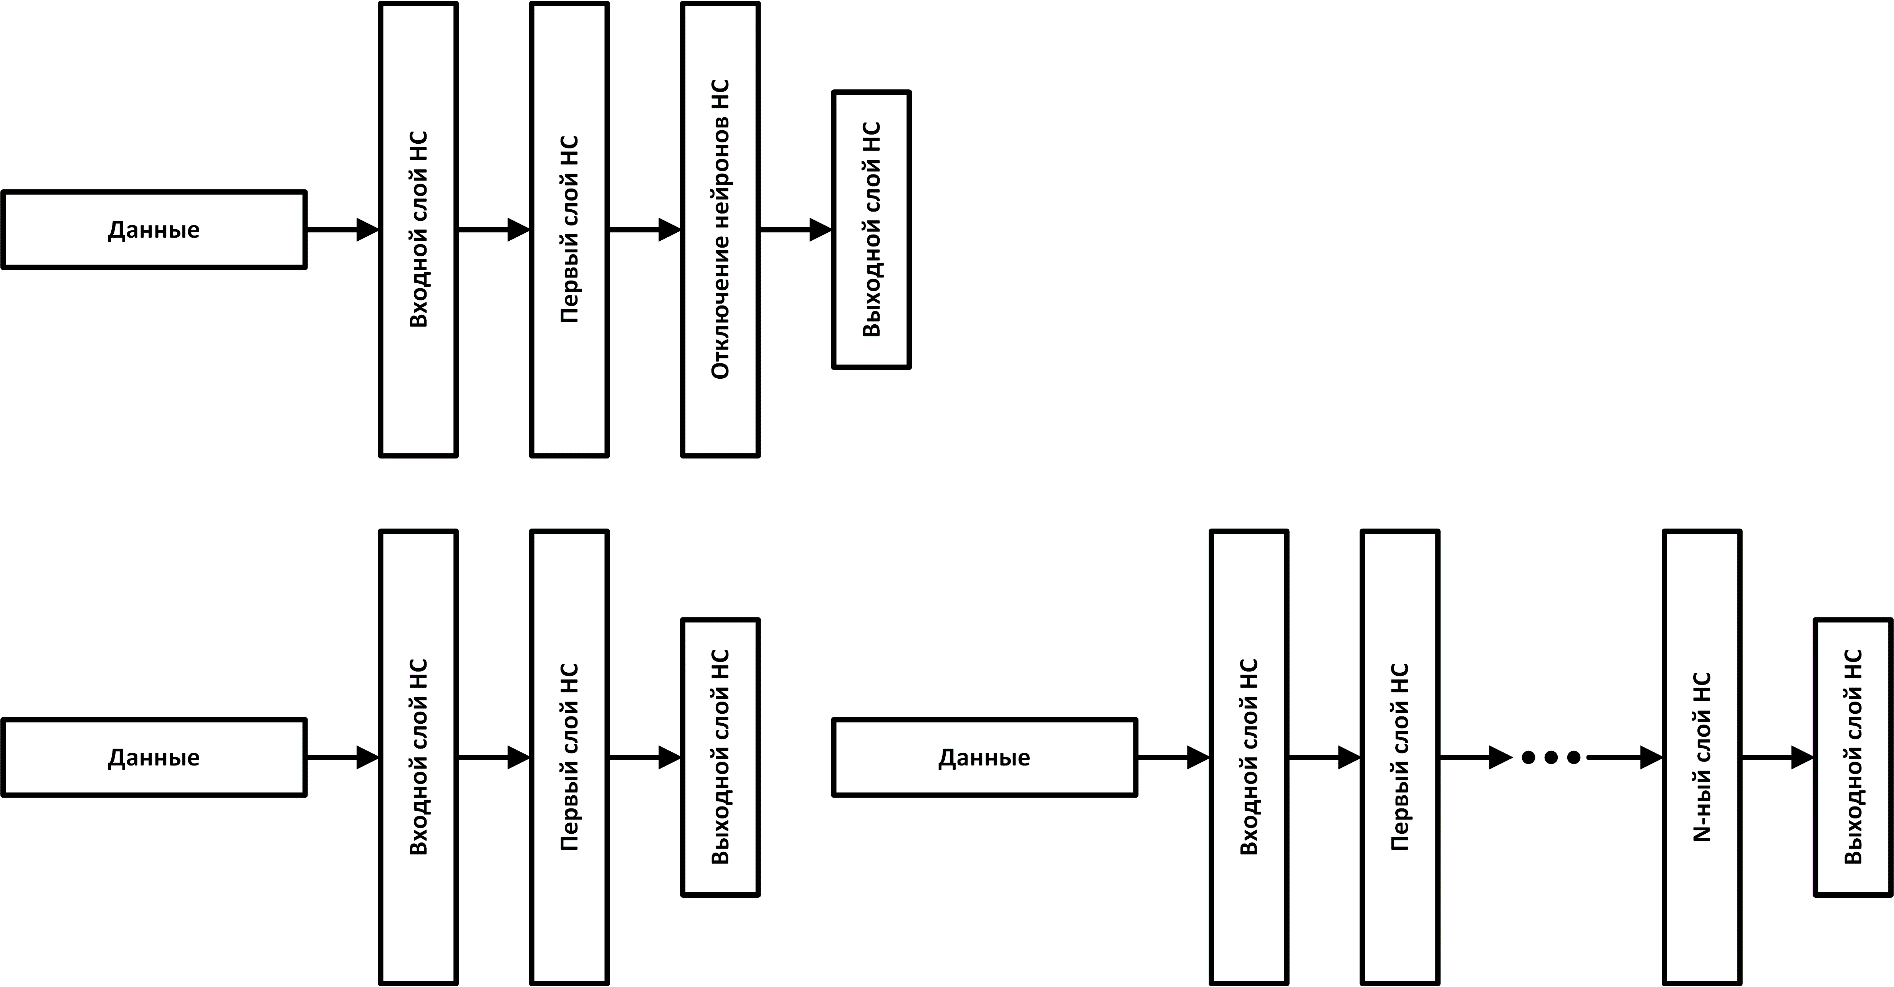 Данные
Входной слой НС
Первый слой НС
Отключение нейронов НС
Выходной слой НС
Данные
Входной слой НС
Первый слой НС
Выходной слой НС
Данные
Входной слой НС
Первый слой НС
N-ный слой НС
Выходной слой НС